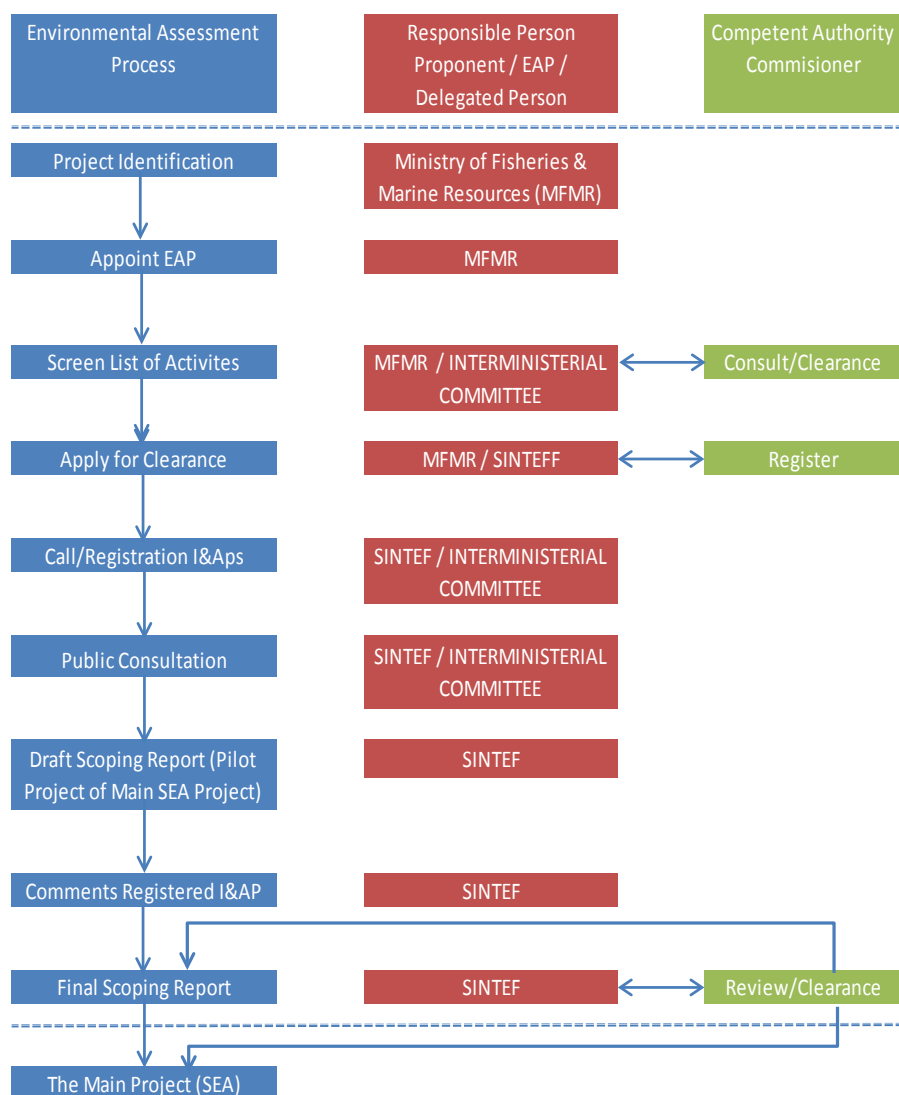 Environmental Assessment
Process
Responsible Person
Proponent / EAP /
Delegated Person
Competent Authority
Commisioner
Project Identification
Ministry of Fisheries &
Marine Resources (MFMR)
Appoint EAP
MFMR
Screen List of Activites
MFMR / INTERMINISTERIAL
COMMITTEE
Consult/Clearance
Apply for Clearance
MFMR / SINTEFF
Register
Call/Registration I&Aps
SINTEF / INTERMINISTERIAL
COMMITTEE
Public Consultation
SINTEF / INTERMINISTERIAL
COMMITTEE
Draft Scoping Report (Pilot
Project of Main SEA Project)
SINTEF
Comments Registered I&AP
SINTEF
Final Scoping Report
SINTEF
Review/Clearance
The Main Project (SEA)